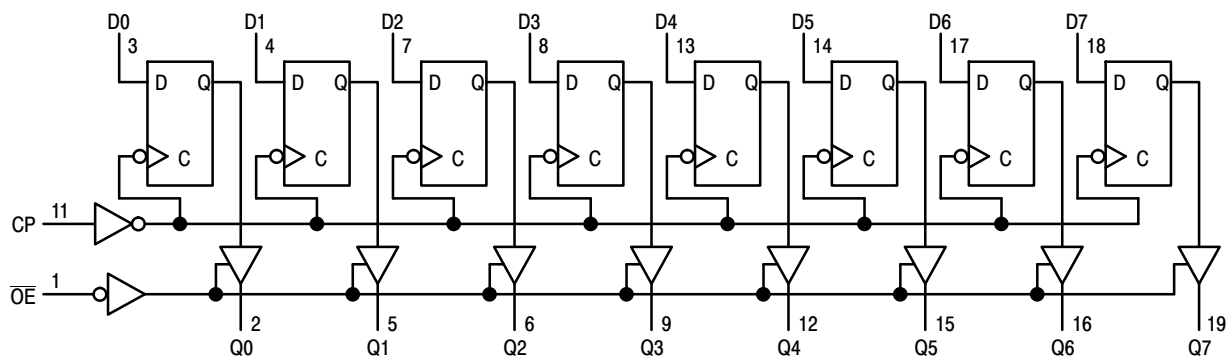 D0 D1 D2 D3 D4 D5 D6 D7
3 4 7 8 13 14 17 18
D Q D Q D Q D Q D Q D Q D Q D Q
C C C C C C C C
CP 11
OE 1
2 5 6 9 12 15 16 19
Q0 Q1 Q2 Q3 Q4 Q5 Q6 Q7